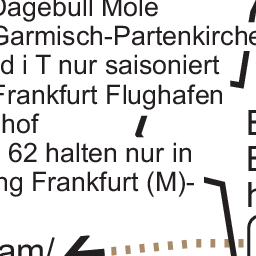 Dagebüll Mole
Garmisch-Partenkirche
d i T nur saisoniert
Frankfurt Flughafen
hof
62 halten nur in
ng Frankfurt (M)-
am/